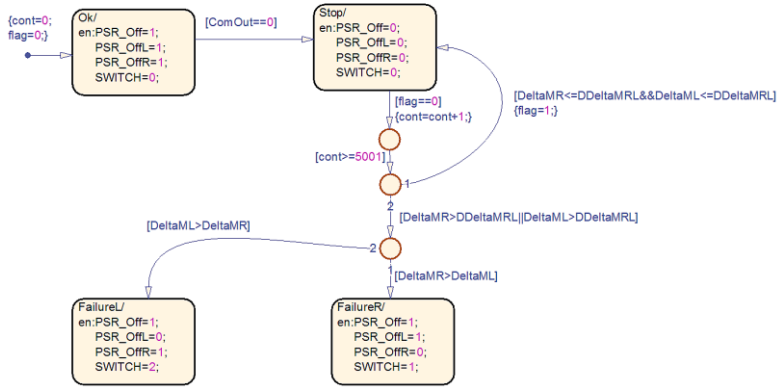 {cont=0;
flag=0;}
Ok/
en:PSR_Off=1;
PSR_OffL=1;
PSR_OffR=1;
SWITCH=0;
[ComOut==0]
Stop/
en:PSR_Off=0;
PSR_OffL=0;
PSR_OffR=0;
SWITCH=0;
[DeltaMR<=DDeltaMRL&&DeltaML<=DDeltaMRL]
{flag=1;}
[flag==0]
{cont=cont+1;}
[cont>=5001]
1
2
[DeltaMR>DDeltaMRL||DeltaML>DDeltaMRL]
[DeltaML>DeltaMR]
2
1
[DeltaMR>DeltaML]
FailureL/
en:PSR_Off=1;
PSR_OffL=0;
PSR_OffR=1;
SWITCH=2;
FailureR/
en:PSR_Off=1;
PSR_OffL=1;
PSR_OffR=0;
SWITCH=1;